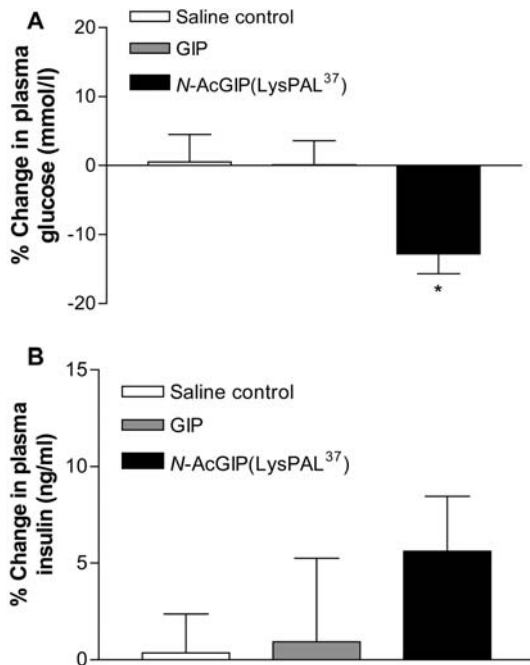 A
% Change in plasma
glucose (mmol/l)
Saline control
GIP
N-AcGIP(LysPAL³⁷)
20
10
0
-10
-20
*
B
% Change in plasma
insulin (ng/ml)
Saline control
GIP
N-AcGIP(LysPAL³⁷)
15
10
5
0